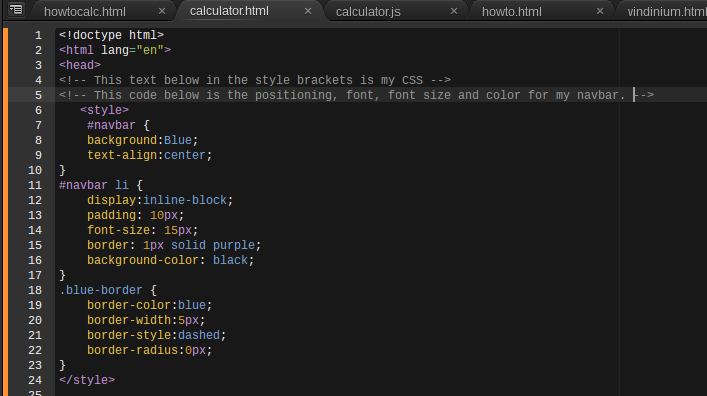 howtocalc.html × calculator.html × calculator.js × howto.html × vindinium.html
1 <!doctype html>
2 <html lang="en">
3 <head>
4 <!-- This text below in the style brackets is my CSS -->
5 <!-- This code below is the positioning, font, font size and color for my navbar. -->
6 <style>
7 #navbar {
8 background:Blue;
9 text-align:center;
10 }
11 #navbar li {
12 display:inline-block;
13 padding: 10px;
14 font-size: 15px;
15 border: 1px solid purple;
16 background-color: black;
17 }
18 .blue-border {
19 border-color:blue;
20 border-width:5px;
21 border-style:dashed;
22 border-radius:0px;
23 }
24 </style>
25